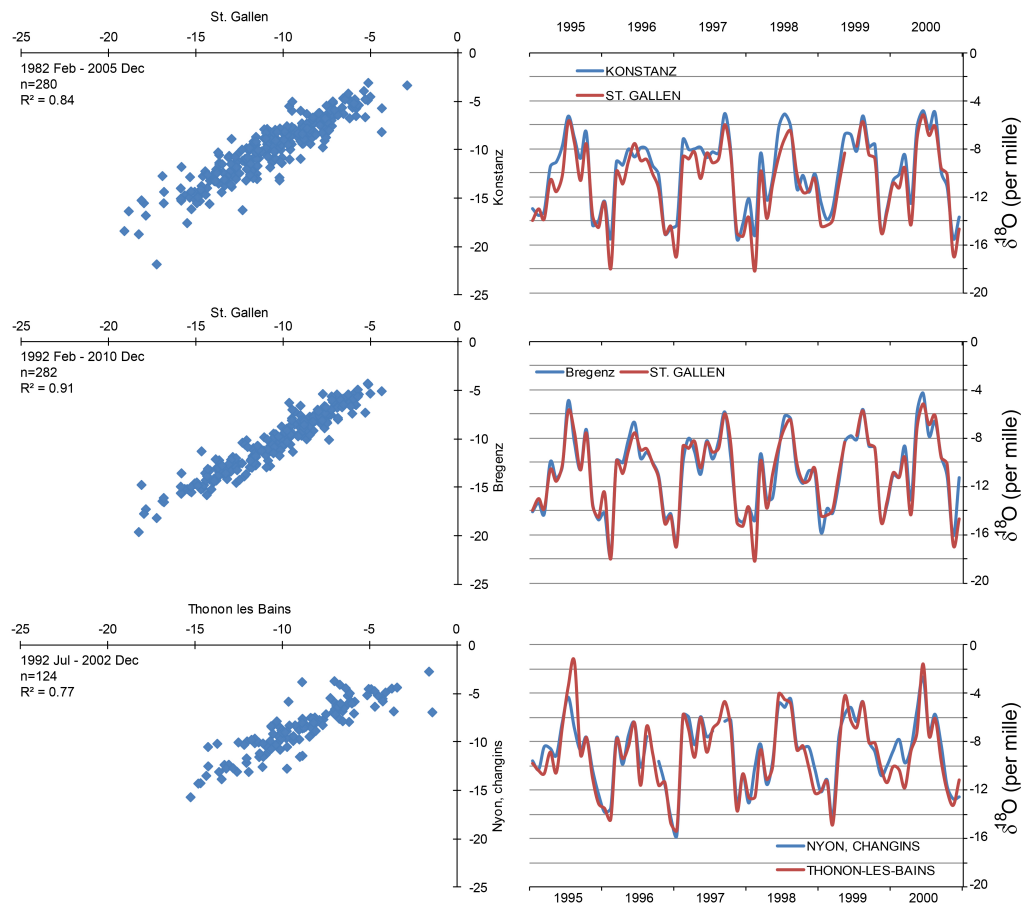 St. Gallen
-25 -20 -15 -10 -5 0
0
-5
-10
-15
-20
-25
1982 Feb - 2005 Dec
n=280
R² = 0.84
Konstanz
1995 1996 1997 1998 1999 2000
KONSTANZ
ST. GALLEN
0
-4
-8
-12
-16
-20
δ¹⁸O (per mille)
St. Gallen
-25 -20 -15 -10 -5 0
0
-5
-10
-15
-20
-25
1992 Feb - 2010 Dec
n=282
R² = 0.91
Bregenz
Bregenz ST. GALLEN
0
-4
-8
-12
-16
-20
δ¹⁸O (per mille)
Thonon les Bains
-25 -20 -15 -10 -5 0
0
-5
-10
-15
-20
-25
1992 Jul - 2002 Dec
n=124
R² = 0.77
Nyon, changins
0
-4
-8
-12
-16
-20
δ¹⁸O (per mille)
NYON, CHANGINS
THONON-LES-BAINS
1995 1996 1997 1998 1999 2000